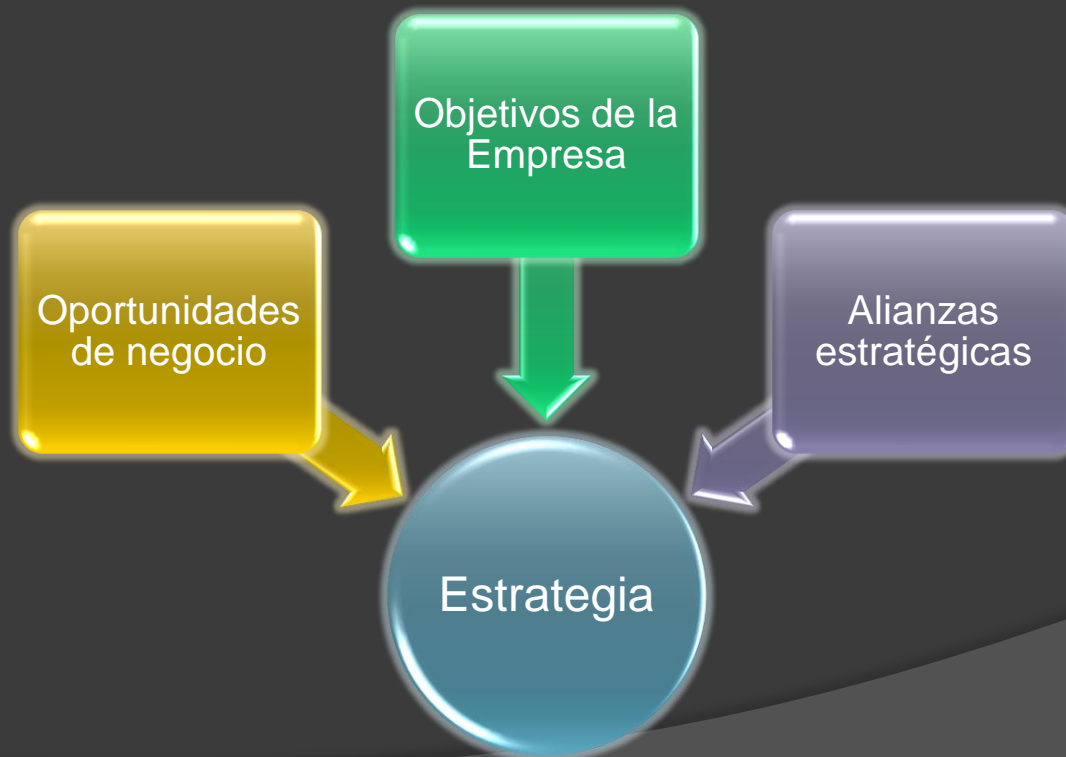 Objetivos de la
Empresa
Oportunidades
de negocio
Alianzas
estratégicas
Estrategia